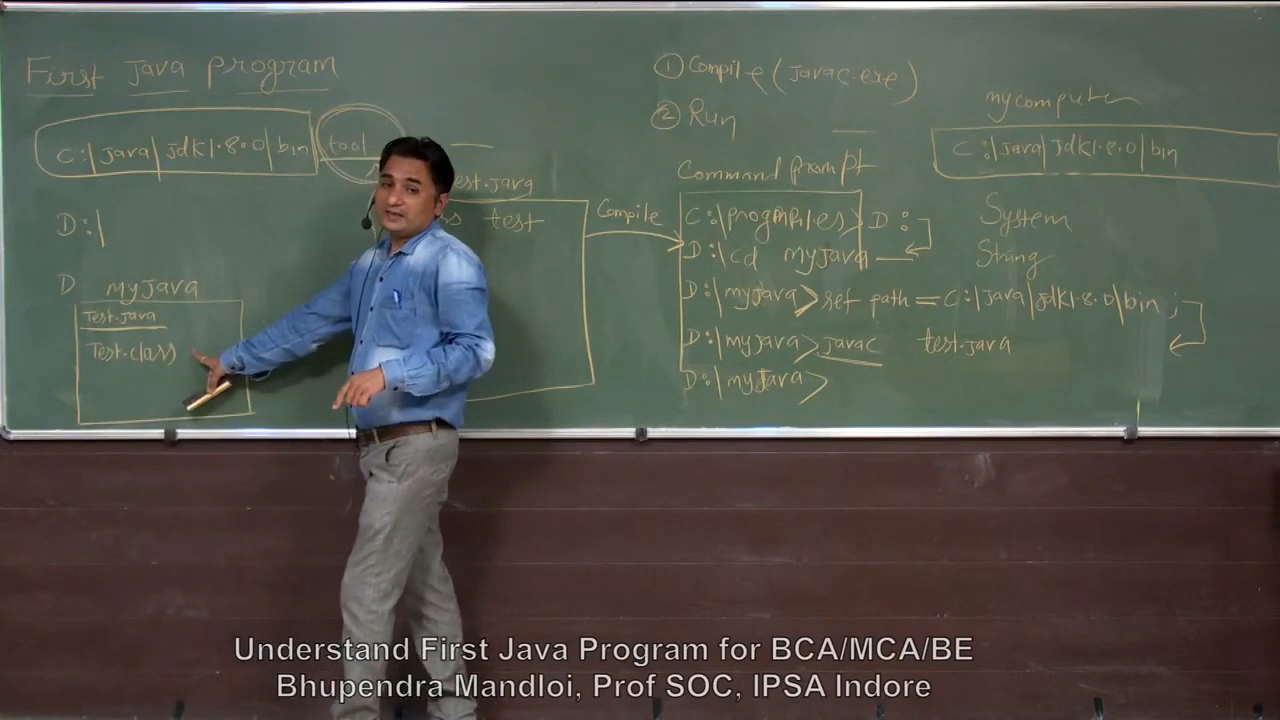 First Java program
C:\Java\Jdk1.8.0\bin tool
D:\
D myJava
Test.java
Test.class
est.java
ss test
Compile
① Compile (Javac.exe)
② Run
Command prompt
D:
D:\cd myjava
D:\myjava> set path = C:\Java\Jdk1.8.0\bin ;
D:\myjava> javac test.java
D:\myJava>
my computer
C:\Java\Jdk1.8.0\bin
System
String
Understand First Java Program for BCA/MCA/BE
Bhupendra Mandloi, Prof SOC, IPSA Indore